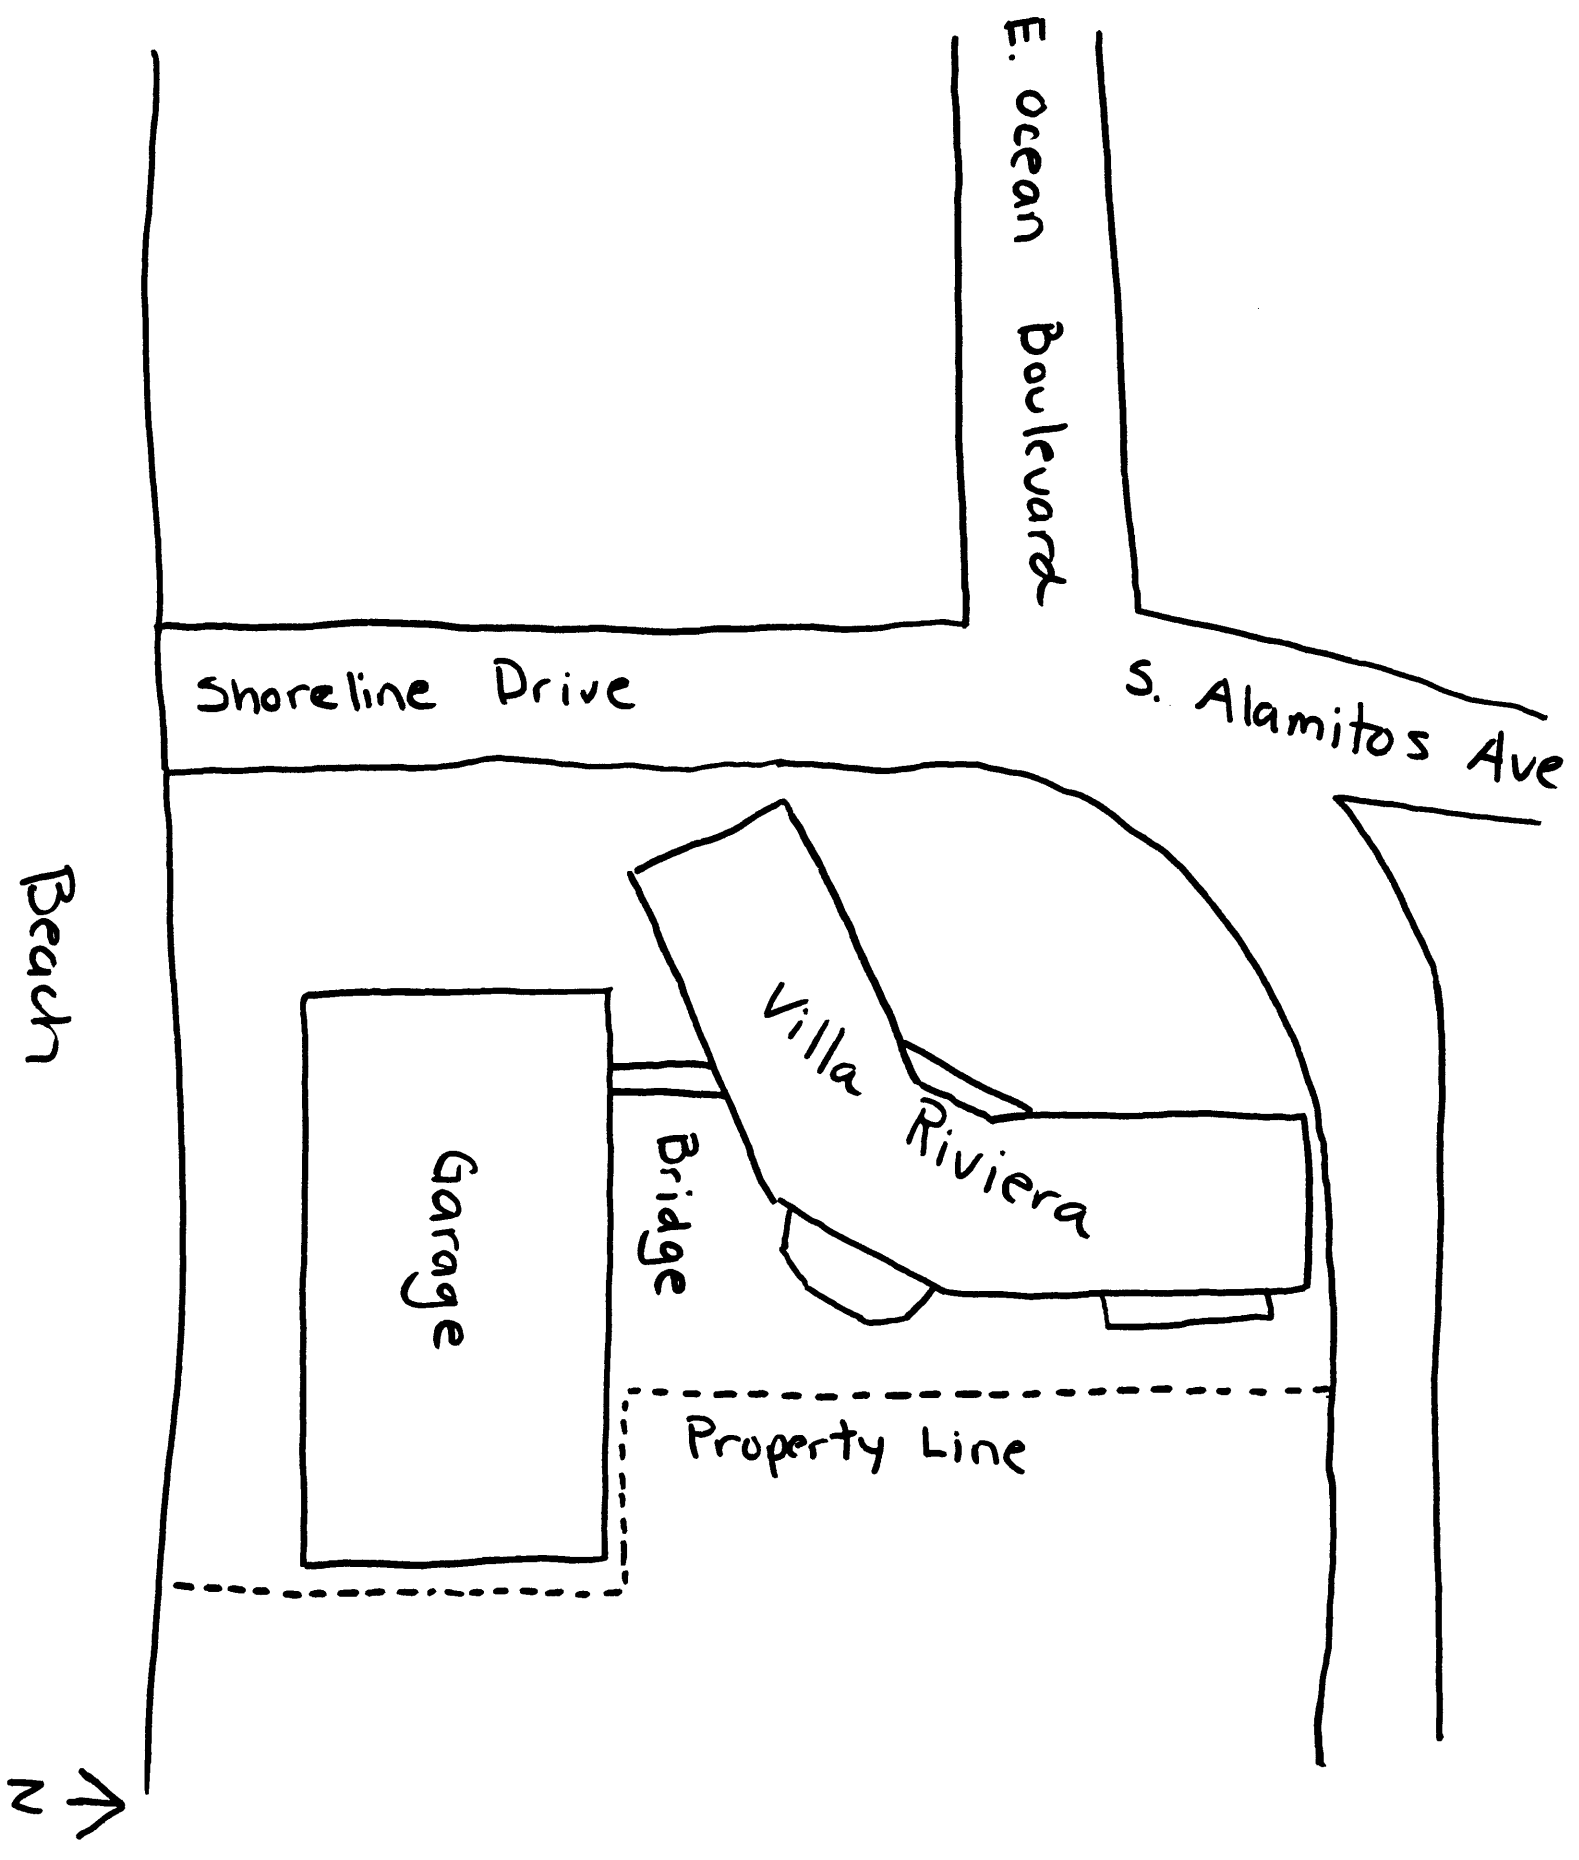 E. Ocean Boulevard
Shoreline Drive
S. Alamitos Ave
Beach
Villa Riviera
Garage
Bridge
Property Line
N